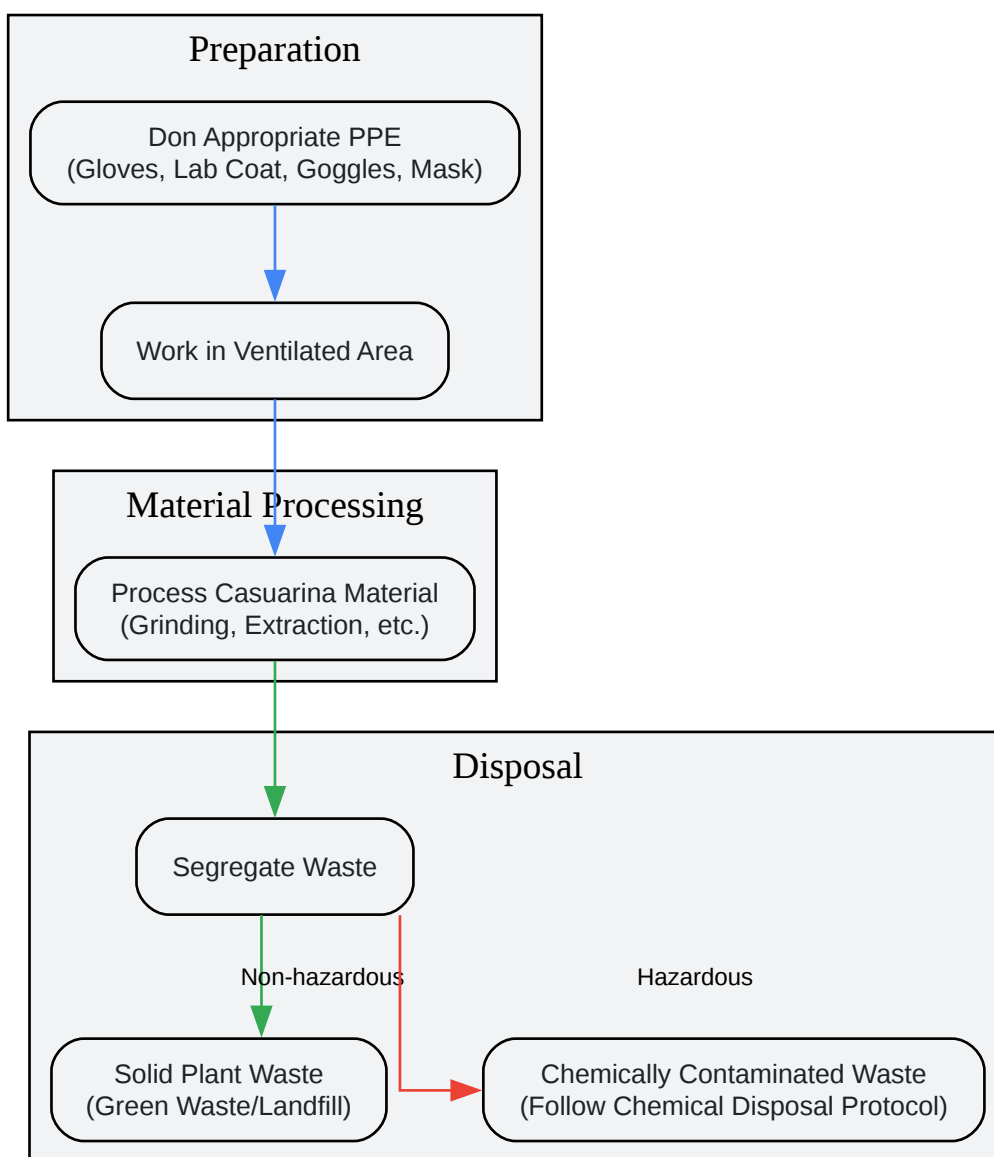 Preparation
Don Appropriate PPE
(Gloves, Lab Coat, Goggles, Mask)
Work in Ventilated Area
Material Processing
Process Casuarina Material
(Grinding, Extraction, etc.)
Disposal
Segregate Waste
Non-hazardous
Hazardous
Solid Plant Waste
(Green Waste/Landfill)
Chemically Contaminated Waste
(Follow Chemical Disposal Protocol)